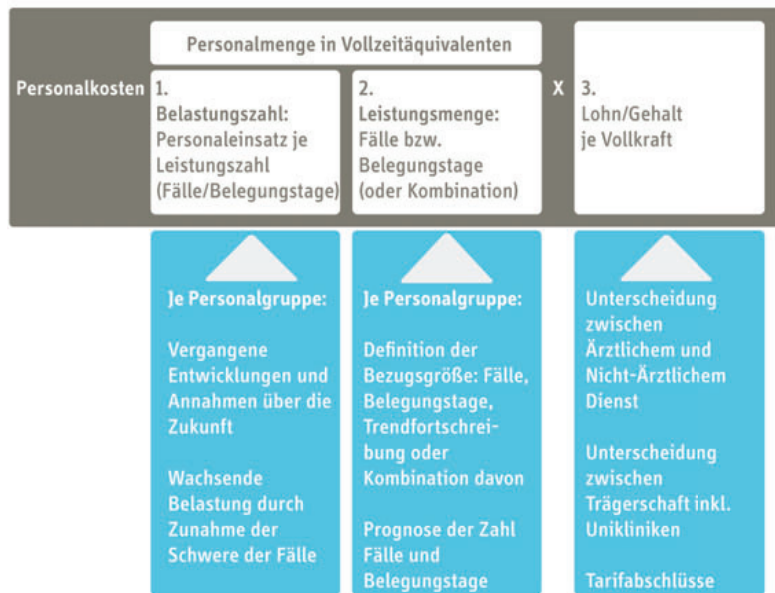 Personalmenge in Vollzeitäquivalenten
Personalkosten
1.
Belastungszahl:
Personaleinsatz je
Leistungszahl
(Fälle/Belegungstage)
2.
Leistungsmenge:
Fälle bzw.
Belegungstage
(oder Kombination)
X
3.
Lohn/Gehalt
je Vollkraft
Je Personalgruppe:
Vergangene
Entwicklungen und
Annahmen über die
Zukunft
Wachsende
Belastung durch
Zunahme der
Schwere der Fälle
Je Personalgruppe:
Definition der
Bezugsgröße: Fälle,
Belegungstage,
Trendfortschrei-
bung oder
Kombination davon
Prognose der Zahl
Fälle und
Belegungstage
Unterscheidung
zwischen
Ärztlichem und
Nicht-Ärztlichem
Dienst
Unterscheidung
zwischen
Trägerschaft inkl.
Unikliniken
Tarifabschlüsse